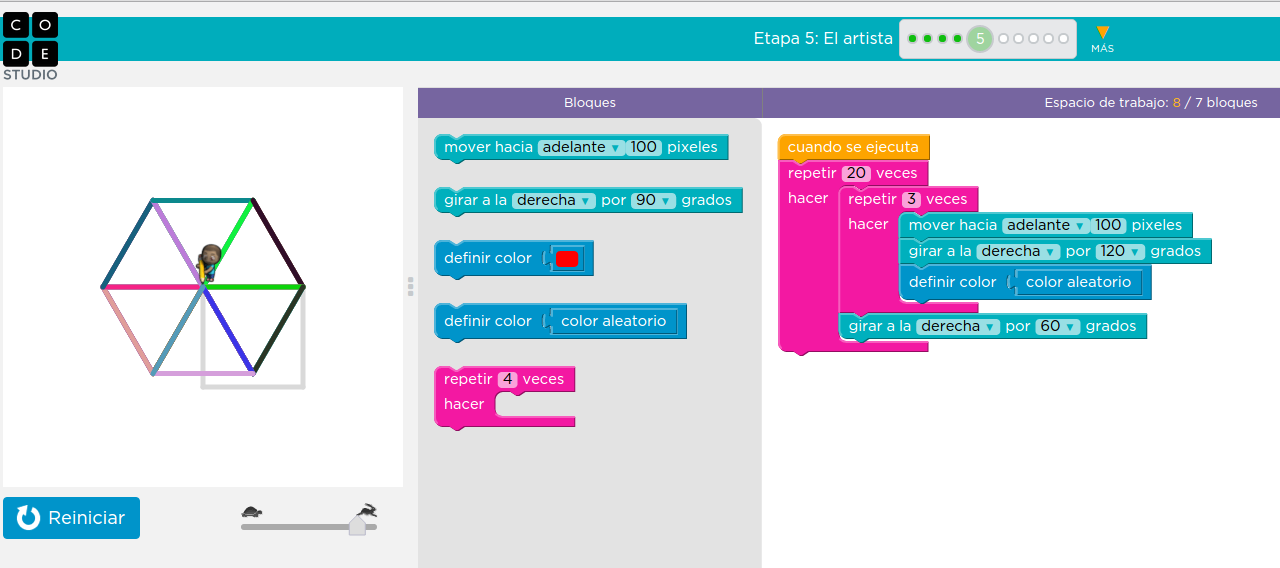 C O
D E
STUDIO
Etapa 5: El artista
5
MÁS
Bloques
Espacio de trabajo: 8 / 7 bloques
mover hacia adelante 100 pixeles
girar a la derecha por 90 grados
definir color
definir color color aleatorio
repetir 4 veces
hacer
cuando se ejecuta
repetir 20 veces
hacer
repetir 3 veces
hacer
mover hacia adelante 100 pixeles
girar a la derecha por 120 grados
definir color color aleatorio
girar a la derecha por 60 grados
Reiniciar